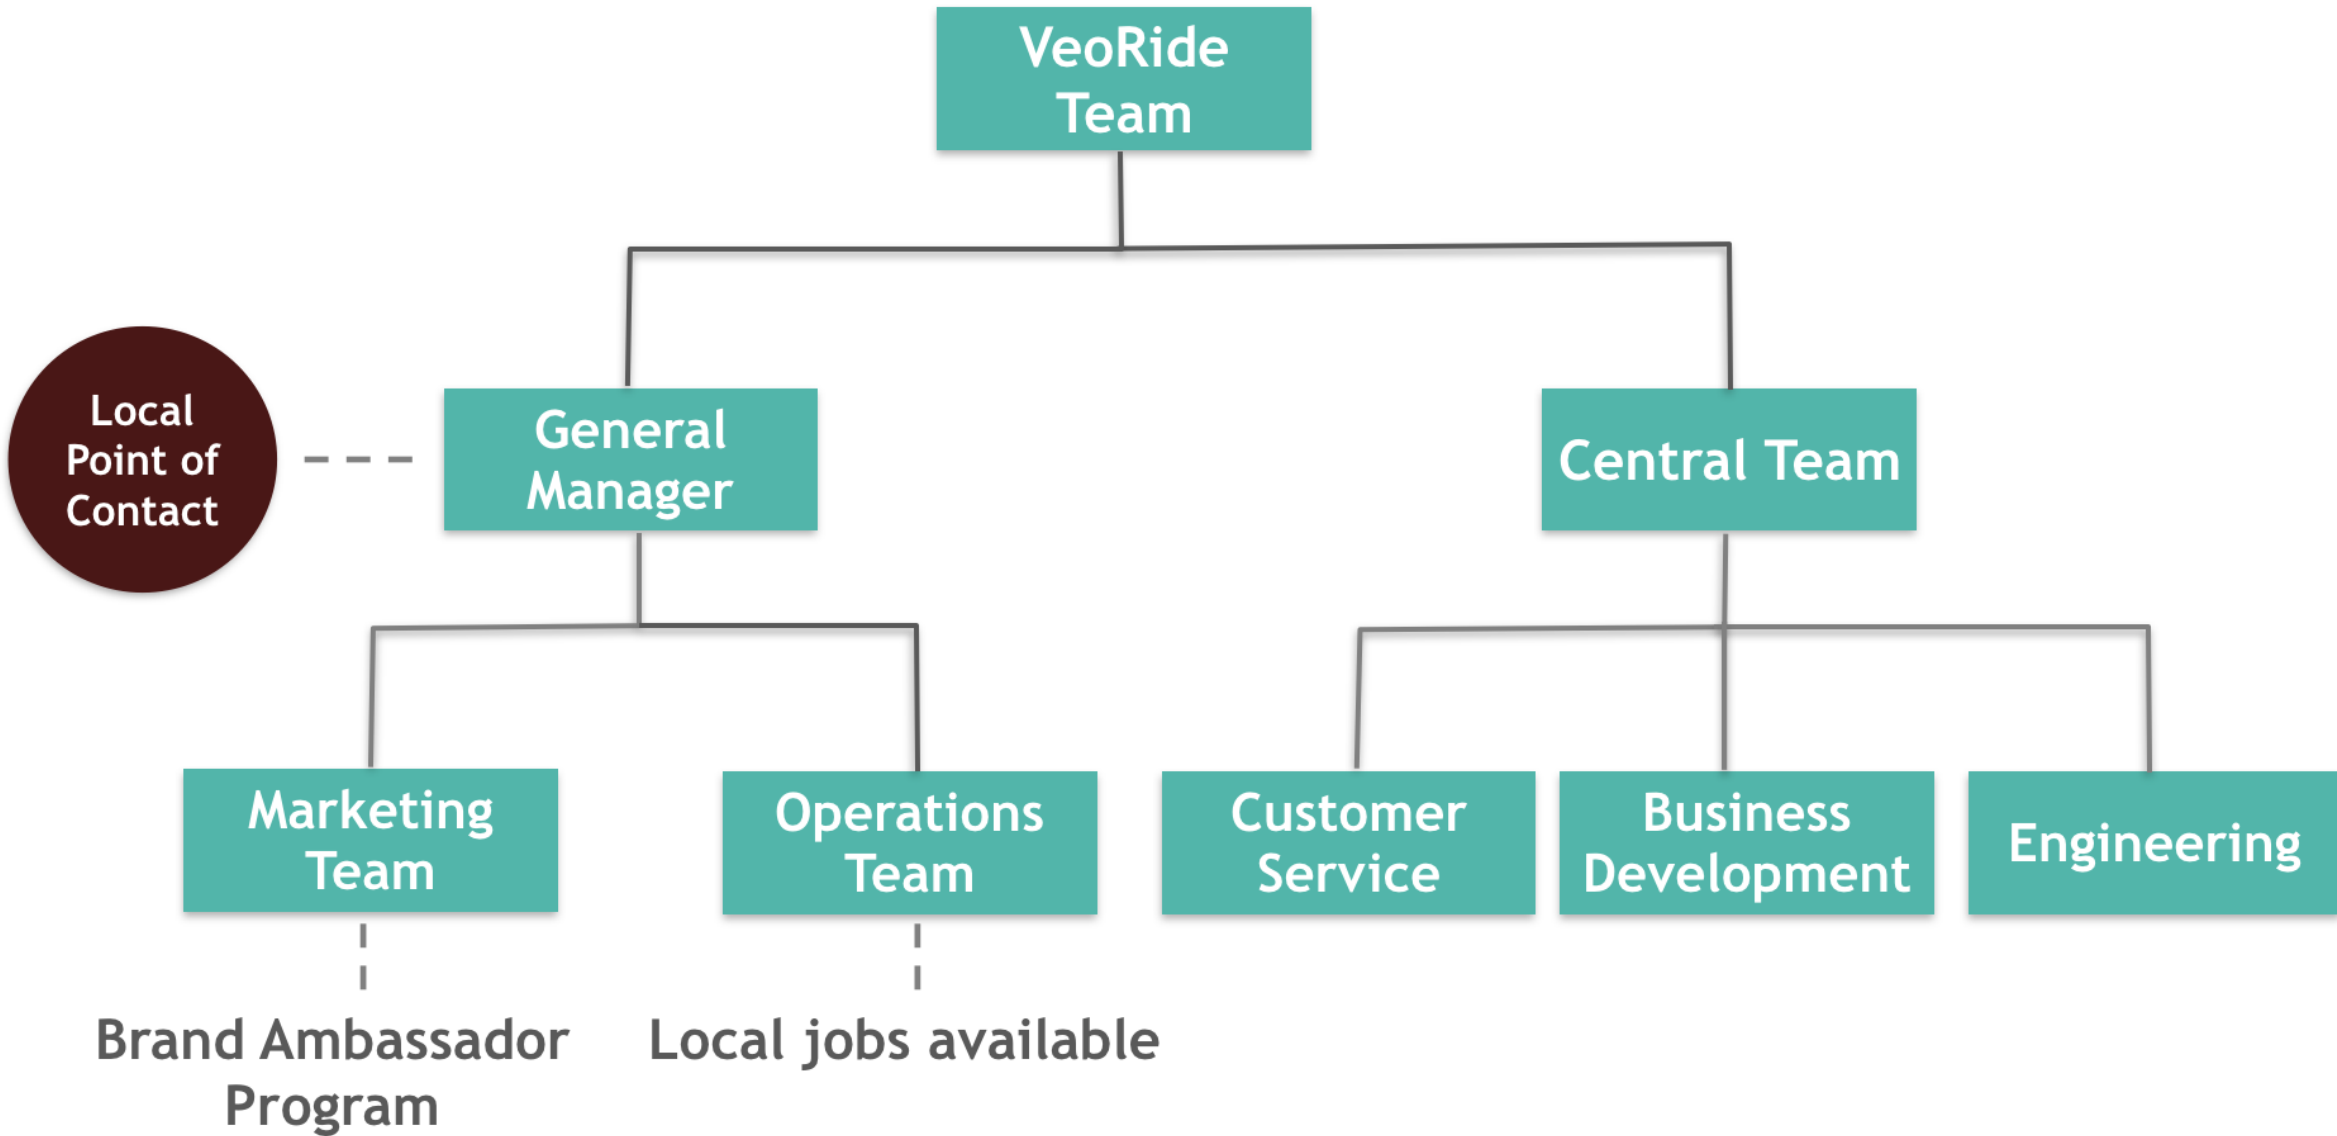 VeoRide
Team
Local
Point of
Contact
General
Manager
Central Team
Marketing
Team
Operations
Team
Customer
Service
Business
Development
Engineering
Brand Ambassador
Program
Local jobs available